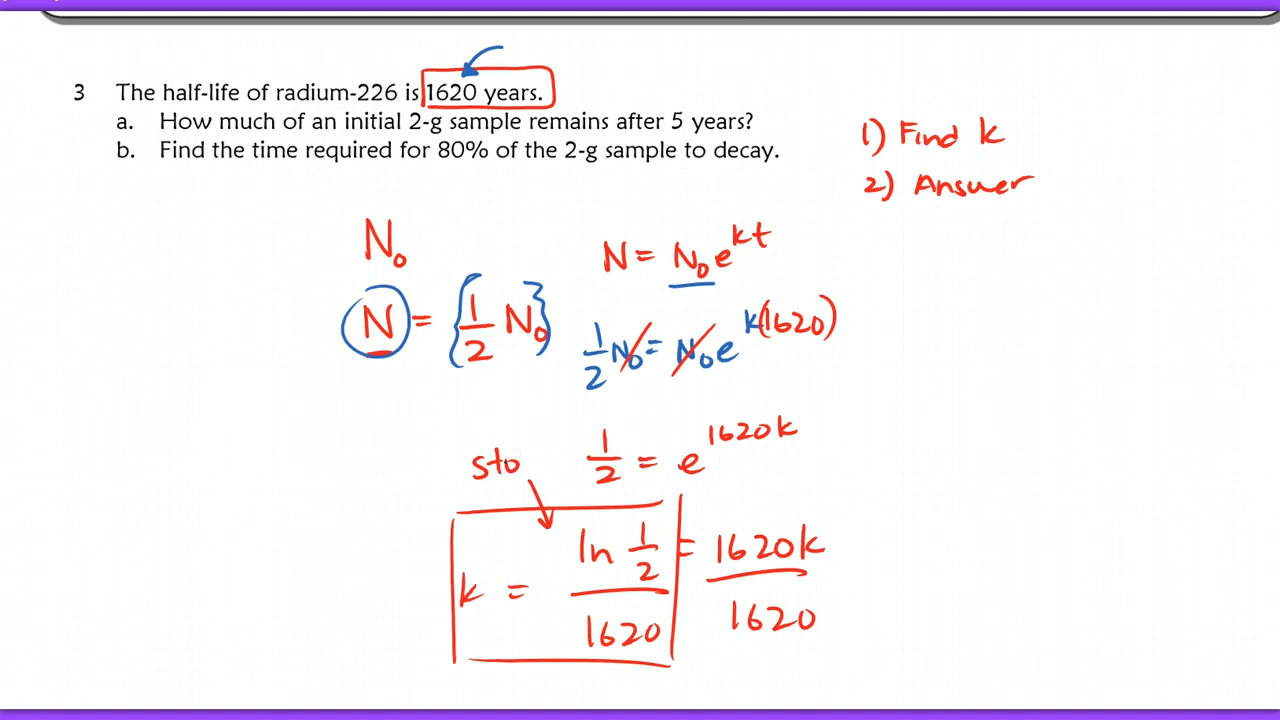 3 The half-life of radium-226 is 1620 years.
a. How much of an initial 2-g sample remains after 5 years?
b. Find the time required for 80% of the 2-g sample to decay.
1) Find k
2) Answer
N₀
N = {1/2 N₀}
N = N₀e^kt
1/2 N₀ = N₀e^k(1620)
1/2 = e^1620k
sto
k = ln 1/2 / 1620 = 1620k / 1620